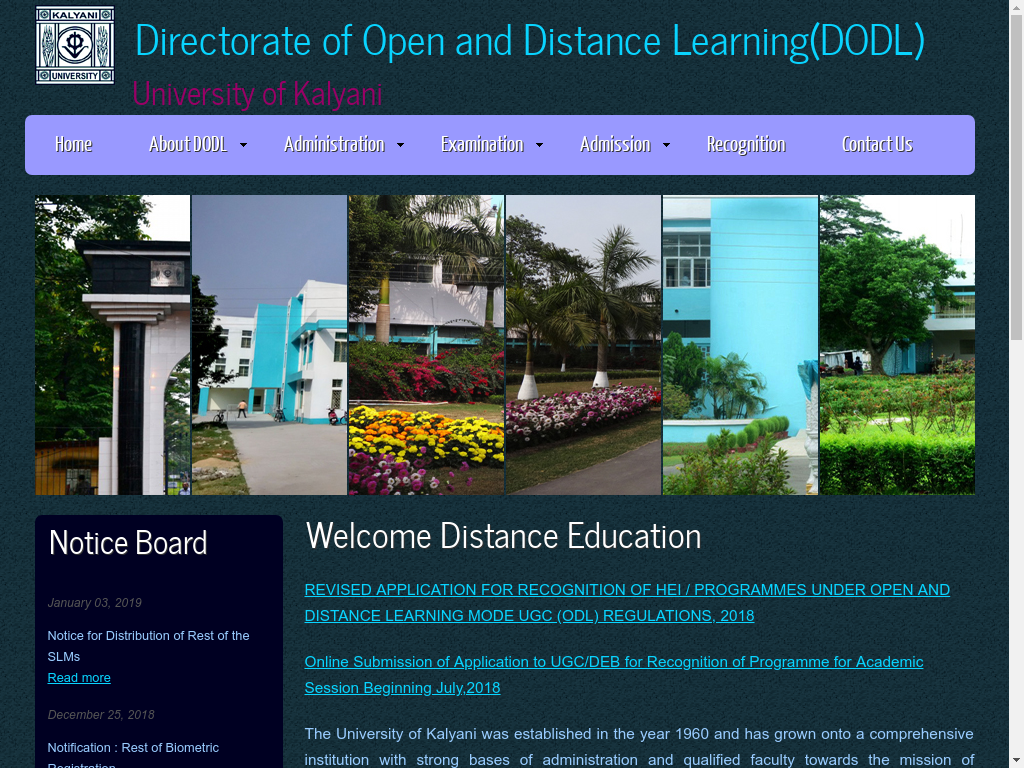 KALYANI
UNIVERSITY
Directorate of Open and Distance Learning(DODL)
University of Kalyani
Home About DODL Administration Examination Admission Recognition Contact Us
Notice Board
January 03, 2019
Notice for Distribution of Rest of the
SLMs
Read more
December 25, 2018
Notification : Rest of Biometric
Registration
Welcome Distance Education
REVISED APPLICATION FOR RECOGNITION OF HEI / PROGRAMMES UNDER OPEN AND
DISTANCE LEARNING MODE UGC (ODL) REGULATIONS, 2018
Online Submission of Application to UGC/DEB for Recognition of Programme for Academic
Session Beginning July,2018
The University of Kalyani was established in the year 1960 and has grown onto a comprehensive
institution with strong bases of administration and qualified faculty towards the mission of